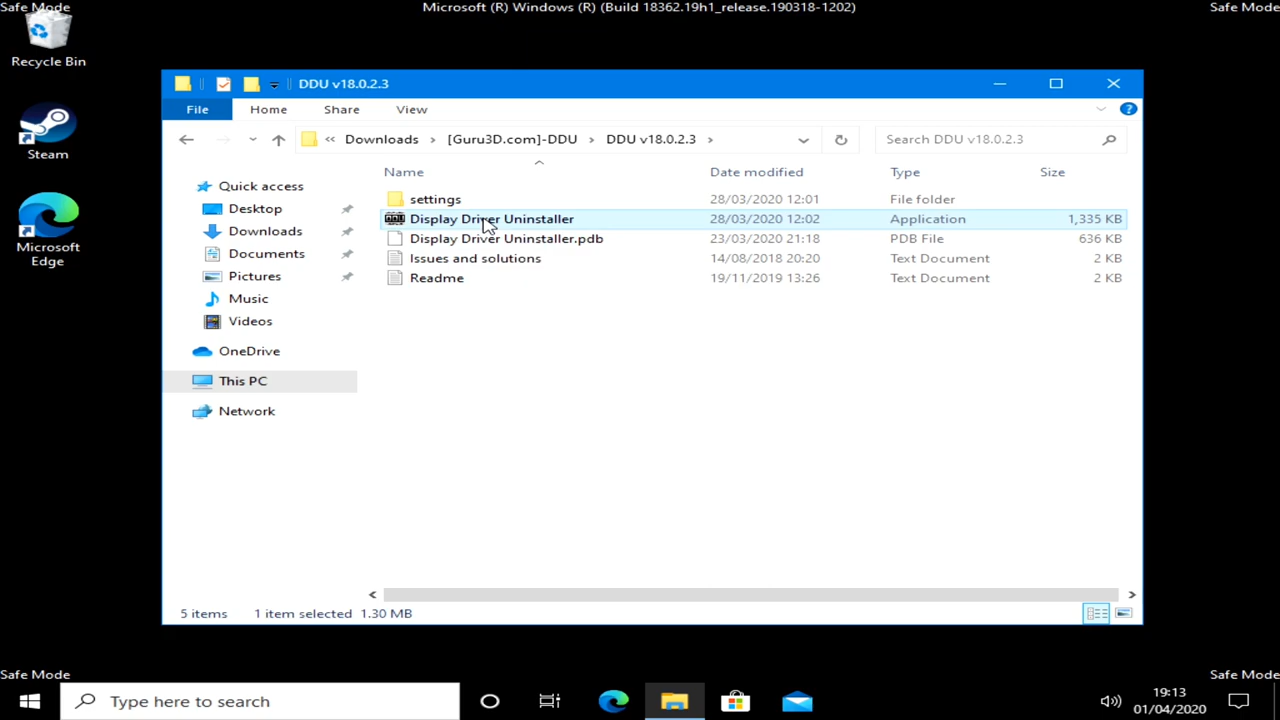 Safe Mode
Microsoft (R) Windows (R) (Build 18362.19h1_release.190318-1202)
Safe Mode
Recycle Bin
Steam
Microsoft
Edge
DDU v18.0.2.3
File Home Share View
« Downloads > [Guru3D.com]-DDU > DDU v18.0.2.3 >
Search DDU v18.0.2.3
Name Date modified Type Size
Quick access
Desktop
Downloads
Documents
Pictures
Music
Videos
OneDrive
This PC
Network
settings 28/03/2020 12:01 File folder
Display Driver Uninstaller 28/03/2020 12:02 Application 1,335 KB
Display Driver Uninstaller.pdb 23/03/2020 21:18 PDB File 636 KB
Issues and solutions 14/08/2018 20:20 Text Document 2 KB
Readme 19/11/2019 13:26 Text Document 2 KB
5 items 1 item selected 1.30 MB
Safe Mode
Safe Mode
Type here to search
19:13
01/04/2020